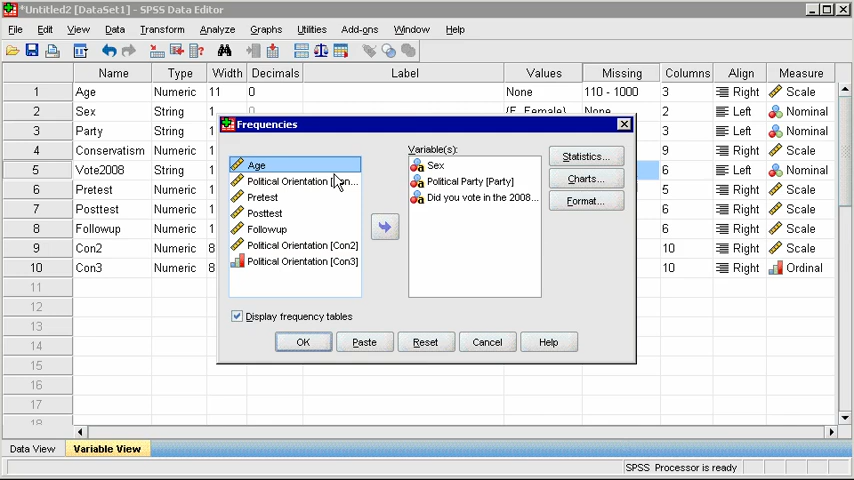 *Untitled2 [DataSet1] - SPSS Data Editor
File Edit View Data Transform Analyze Graphs Utilities Add-ons Window Help
Name Type Width Decimals Label Values Missing Columns Align Measure
1 Age Numeric 11 0 None 110 - 1000 3 Right Scale
2 Sex String 1 0 {F, Female} None 2 Left Nominal
3 Party String 3 Left Nominal
4 Conservatism Numeric 9 Right Scale
5 Vote2008 String 6 Left Nominal
6 Pretest Numeric 5 Right Scale
7 Posttest Numeric 6 Right Scale
8 Followup Numeric 6 Right Scale
9 Con2 Numeric 8 10 Right Scale
10 Con3 Numeric 8 10 Right Ordinal
11
12
13
14
15
16
17
18
Frequencies
Age
Political Orientation
Pretest
Posttest
Followup
Political Orientation [Con2]
Political Orientation [Con3]
Variable(s):
Sex
Political Party [Party]
Did you vote in the 2008...
Statistics...
Charts...
Format...
Display frequency tables
OK Paste Reset Cancel Help
Data View Variable View
SPSS Processor is ready